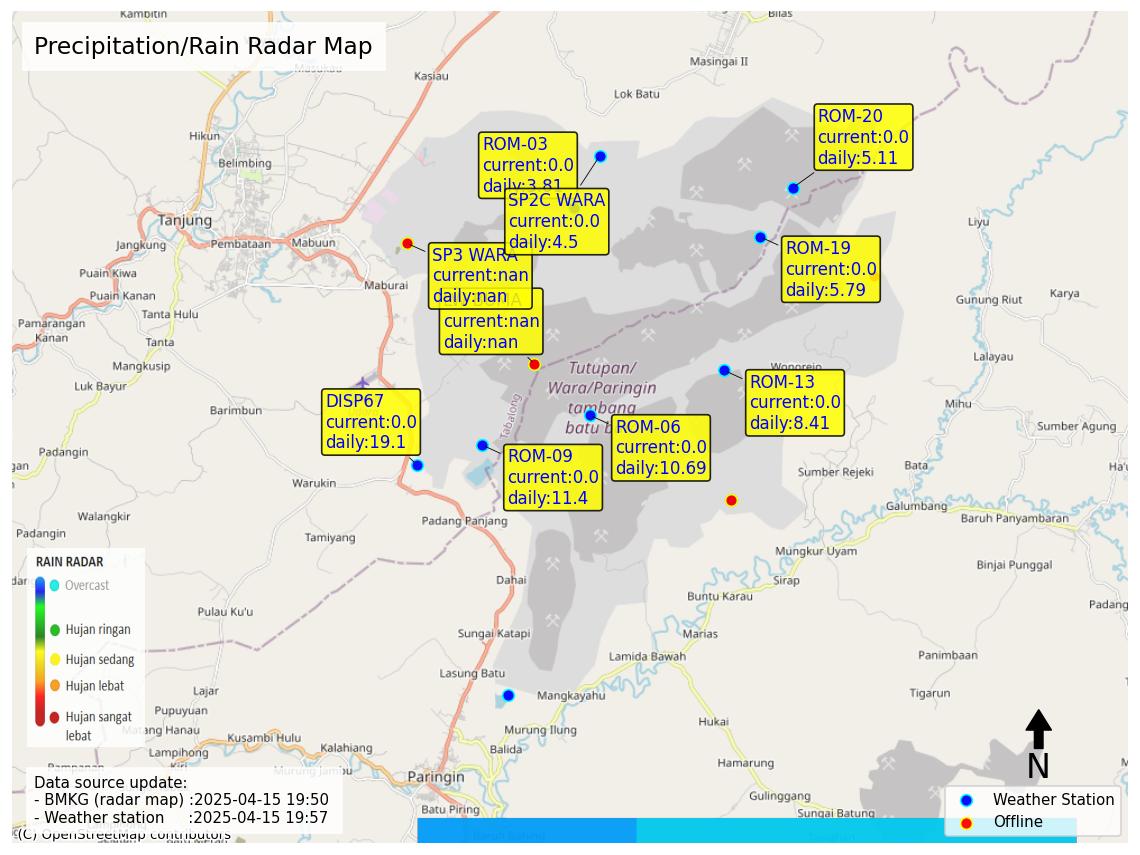 Kambitin
Bilas
Precipitation/Rain Radar Map
Masukau
Kasiau
Masingai II
Lok Batu
Hikun
Belimbing
ROM-20
current:0.0
daily:5.11
ROM-03
current:0.0
daily:3.81
SP2C WARA
current:0.0
daily:4.5
Tanjung
Jangkung
Pembataan
Mabuun
Liyu
SP3 WARA
current:nan
daily:nan
ROM-19
current:0.0
daily:5.79
Puain Kiwa
Puain Kanan
Maburai
Tanta Hulu
Gunung Riut
Karya
current:nan
daily:nan
Pamarangan
Kanan
Tanta
Mangkusip
Luk Bayur
Lalayau
Wonorejo
Tutupan/
Wara/Paringin
tambang
batu
ROM-13
current:0.0
daily:8.41
Barimbun
Tabalong
Mihu
DISP67
current:0.0
daily:19.1
ROM-06
current:0.0
daily:10.69
Sumber Agung
Padangin
ROM-09
current:0.0
daily:11.4
Bata
Sumber Rejeki
Warukin
Galumbang
Walangkir
Padang Panjang
Baruh Panyambaran
Padangin
Tamiyang
Mungkur Uyam
Binjai Punggal
RAIN RADAR
Overcast
Hujan ringan
Hujan sedang
Hujan lebat
Hujan sangat
lebat
Dahai
Sirap
Buntu Karau
Padang
Pulau Ku'u
Sungai Katapi
Marias
Lamida Bawah
Panimbaan
Lasung Batu
Lajar
Mangkayahu
Tigarun
Pupuyuan
Matang Hanau
Hukai
Murung Ilung
Kusambi Hulu
Kalahiang
Balida
Lampihong
Hamarung
N
Murung Jambu
Paringin
Gulinggang
Data source update:
- BMKG (radar map) :2025-04-15 19:50
- Weather station :2025-04-15 19:57
(C) OpenStreetMap contributors
Batu Piring
Sungai Batung
Weather Station
Offline